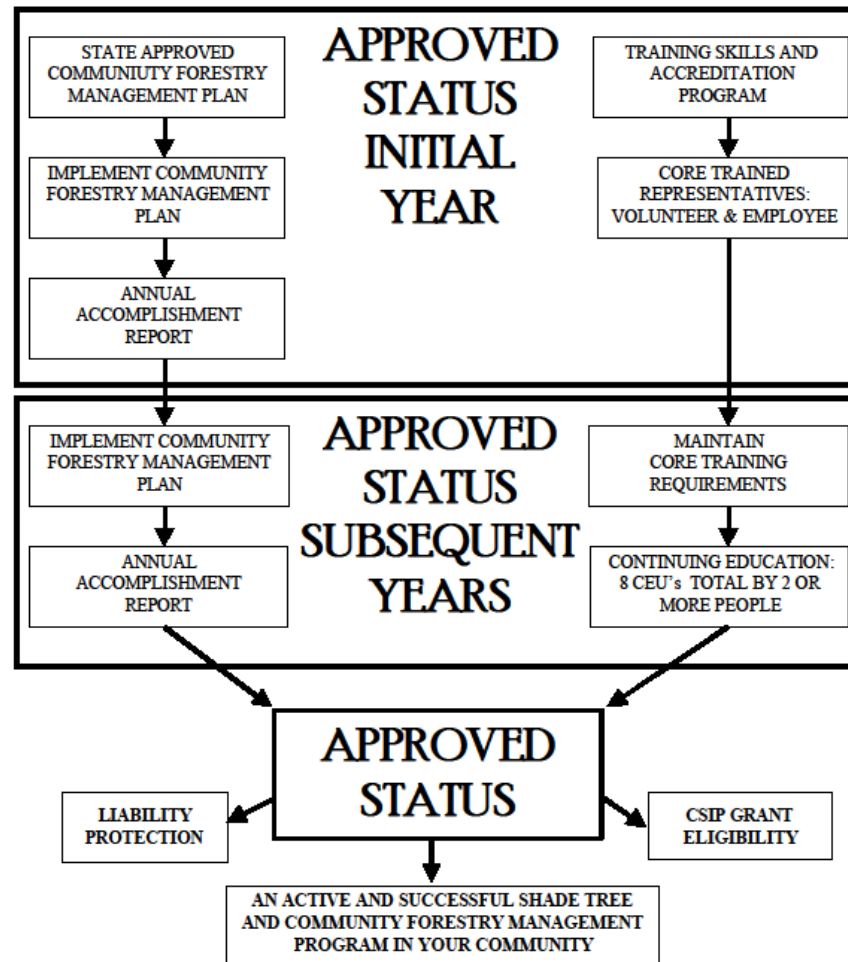 STATE APPROVED
COMMUNIUTY FORESTRY
MANAGEMENT PLAN
IMPLEMENT COMMUNITY
FORESTRY MANAGEMENT
PLAN
ANNUAL
ACCOMPLISHMENT
REPORT
APPROVED
STATUS
INITIAL
YEAR
TRAINING SKILLS AND
ACCREDITATION
PROGRAM
CORE TRAINED
REPRESENTATIVES:
VOLUNTEER & EMPLOYEE
IMPLEMENT COMMUNITY
FORESTRY MANAGEMENT
PLAN
ANNUAL
ACCOMPLISHMENT
REPORT
APPROVED
STATUS
SUBSEQUENT
YEARS
MAINTAIN
CORE TRAINING
REQUIREMENTS
CONTINUING EDUCATION:
8 CEU's TOTAL BY 2 OR
MORE PEOPLE
APPROVED
STATUS
LIABILITY
PROTECTION
CSIP GRANT
ELIGIBILITY
AN ACTIVE AND SUCCESSFUL SHADE TREE
AND COMMUNITY FORESTRY MANAGEMENT
PROGRAM IN YOUR COMMUNITY